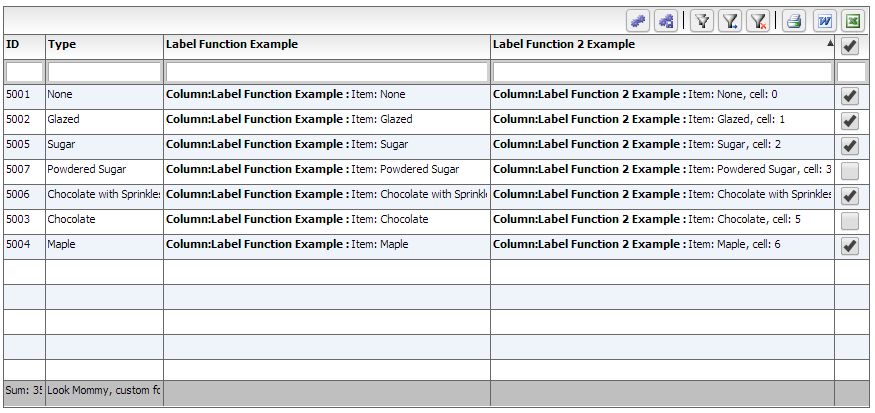 ID Type Label Function Example Label Function 2 Example
5001 None Column:Label Function Example : Item: None Column:Label Function 2 Example : Item: None, cell: 0
5002 Glazed Column:Label Function Example : Item: Glazed Column:Label Function 2 Example : Item: Glazed, cell: 1
5005 Sugar Column:Label Function Example : Item: Sugar Column:Label Function 2 Example : Item: Sugar, cell: 2
5007 Powdered Sugar Column:Label Function Example : Item: Powdered Sugar Column:Label Function 2 Example : Item: Powdered Sugar, cell: 3
5006 Chocolate with Sprinkles Column:Label Function Example : Item: Chocolate with Sprinkles Column:Label Function 2 Example : Item: Chocolate with Sprinkles
5003 Chocolate Column:Label Function Example : Item: Chocolate Column:Label Function 2 Example : Item: Chocolate, cell: 5
5004 Maple Column:Label Function Example : Item: Maple Column:Label Function 2 Example : Item: Maple, cell: 6
Sum: 35 Look Mommy, custom fo